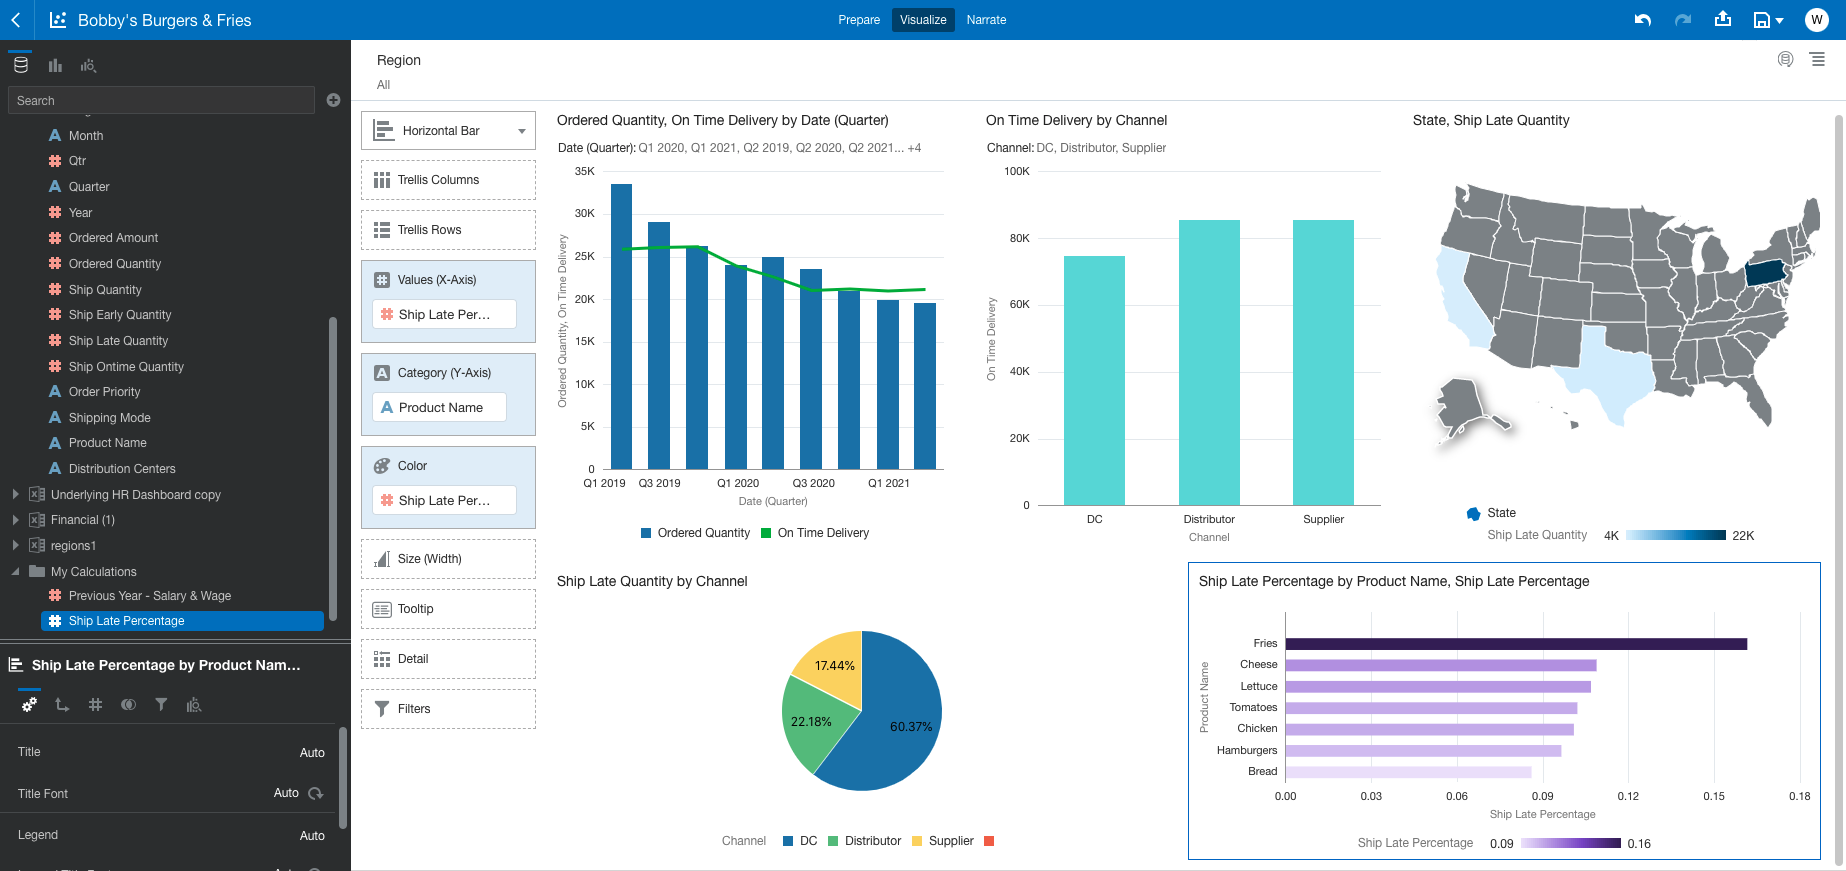 Bobby's Burgers & Fries
Prepare
Visualize
Narrate
W
Search
Month
Qtr
Quarter
Year
Ordered Amount
Ordered Quantity
Ship Quantity
Ship Early Quantity
Ship Late Quantity
Ship Ontime Quantity
Order Priority
Shipping Mode
Product Name
Distribution Centers
Underlying HR Dashboard copy
Financial (1)
regions1
My Calculations
Previous Year - Salary & Wage
Ship Late Percentage
Ship Late Percentage by Product Nam...
Title
Auto
Title Font
Auto
Legend
Auto
Region
All
Horizontal Bar
Trellis Columns
Trellis Rows
Values (X-Axis)
Ship Late Per...
Category (Y-Axis)
Product Name
Color
Ship Late Per...
Size (Width)
Tooltip
Detail
Filters
Ordered Quantity, On Time Delivery by Date (Quarter)
Date (Quarter): Q1 2020, Q1 2021, Q2 2019, Q2 2020, Q2 2021... +4
Ordered Quantity, On Time Delivery
35K
30K
25K
20K
15K
10K
5K
0
Q1 2019
Q3 2019
Q1 2020
Q3 2020
Q1 2021
Date (Quarter)
Ordered Quantity
On Time Delivery
On Time Delivery by Channel
Channel: DC, Distributor, Supplier
On Time Delivery
100K
80K
60K
40K
20K
0
DC
Distributor
Supplier
Channel
State, Ship Late Quantity
State
Ship Late Quantity
4K
22K
Ship Late Quantity by Channel
17.44%
22.18%
60.37%
Channel
DC
Distributor
Supplier
Ship Late Percentage by Product Name, Ship Late Percentage
Product Name
Fries
Cheese
Lettuce
Tomatoes
Chicken
Hamburgers
Bread
0.00
0.03
0.06
0.09
0.12
0.15
0.18
Ship Late Percentage
Ship Late Percentage
0.09
0.16